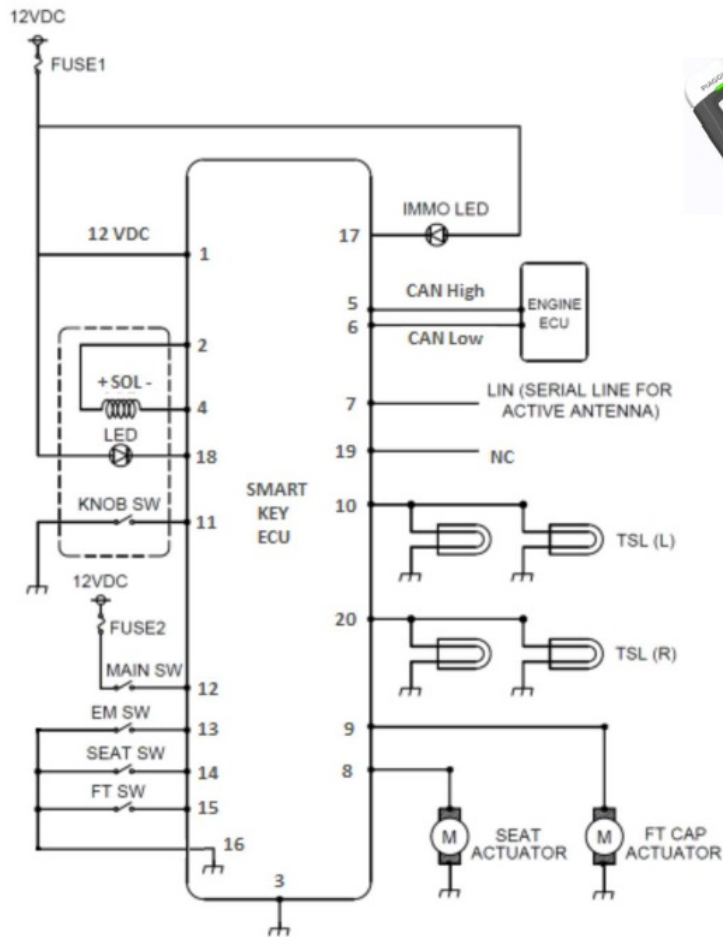 12VDC
FUSE1
IMMO LED
12 VDC
1
17
CAN High
5
ENGINE
ECU
6
CAN Low
2
+ SOL -
4
7
LIN (SERIAL LINE FOR
ACTIVE ANTENNA)
LED
18
19
NC
SMART
KEY
ECU
KNOB SW
11
10
TSL (L)
12VDC
FUSE2
20
TSL (R)
MAIN SW
12
EM SW
13
9
SEAT SW
14
8
FT SW
15
16
M
SEAT
ACTUATOR
M
FT CAP
ACTUATOR
3